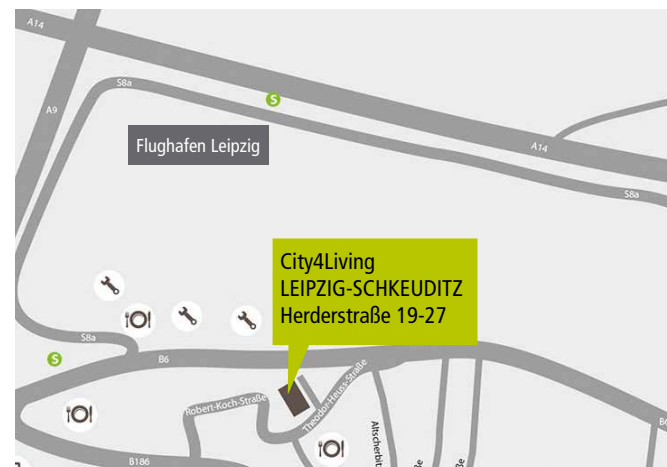 A14
S8a
S
A9
Flughafen Leipzig
A14
S8a
City4Living
LEIPZIG-SCHKEUDITZ
Herderstraße 19-27
S8a
S
B6
Theodor-Heuss-Straße
Robert-Koch-Straße
B6
B186